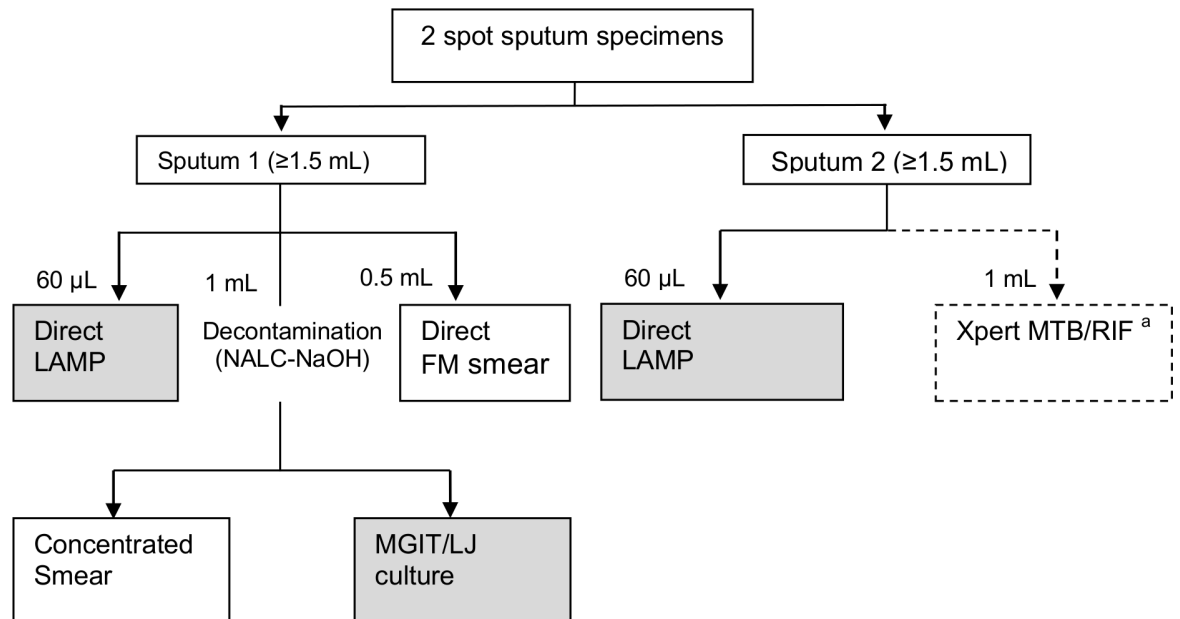 2 spot sputum specimens
Sputum 1 (≥1.5 mL)
Sputum 2 (≥1.5 mL)
60 µL
1 mL
0.5 mL
60 µL
1 mL
Direct
LAMP
Decontamination
(NALC-NaOH)
Direct
FM smear
Direct
LAMP
Xpert MTB/RIF a
Concentrated
Smear
MGIT/LJ
culture